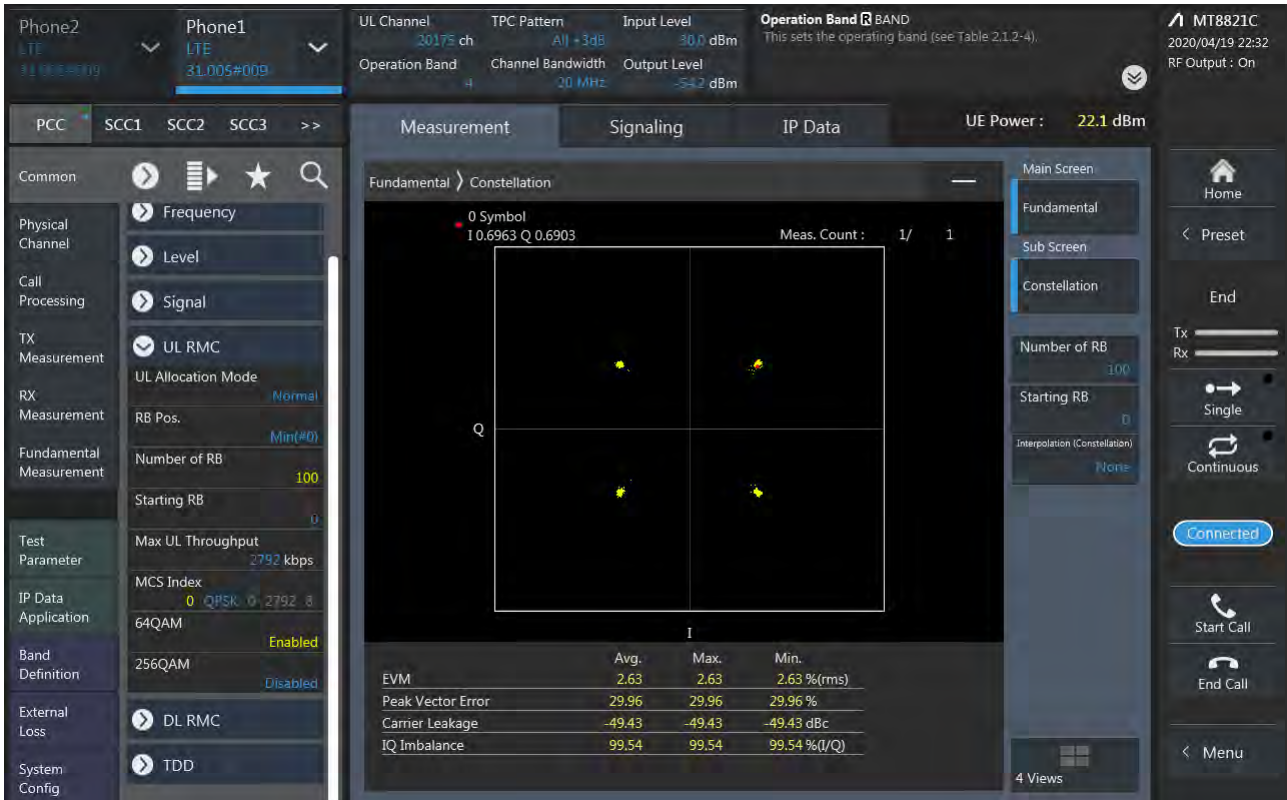 Phone2
LTE
31.005#009
Phone1
LTE
31.005#009
UL Channel
20175 ch
TPC Pattern
All +3dB
Input Level
30.0 dBm
Operation Band
4
Channel Bandwidth
20 MHz
Output Level
-54.2 dBm
Operation Band R BAND
This sets the operating band (see Table 2.1.2-4).
MT8821C
2020/04/19 22:32
RF Output : On
PCC SCC1 SCC2 SCC3 >>
Measurement Signaling IP Data
UE Power : 22.1 dBm
Common
Physical
Channel
Call
Processing
TX
Measurement
RX
Measurement
Fundamental
Measurement
Test
Parameter
IP Data
Application
Band
Definition
External
Loss
System
Config
Frequency
Level
Signal
UL RMC
UL Allocation Mode
Normal
RB Pos.
Min(#0)
Number of RB
100
Starting RB
0
Max UL Throughput
2792 kbps
MCS Index
0 QPSK 0 2792 8
64QAM
Enabled
256QAM
Disabled
DL RMC
TDD
Fundamental Constellation
0 Symbol
I 0.6963 Q 0.6903
Meas. Count : 1/ 1
Q
I
Avg. Max. Min.
EVM 2.63 2.63 2.63 %(rms)
Peak Vector Error 29.96 29.96 29.96 %
Carrier Leakage -49.43 -49.43 -49.43 dBc
IQ Imbalance 99.54 99.54 99.54 %(I/Q)
Main Screen
Fundamental
Sub Screen
Constellation
Number of RB
100
Starting RB
0
Interpolation (Constellation)
None
4 Views
Home
< Preset
End
Tx
Rx
Single
Continuous
Connected
Start Call
End Call
< Menu